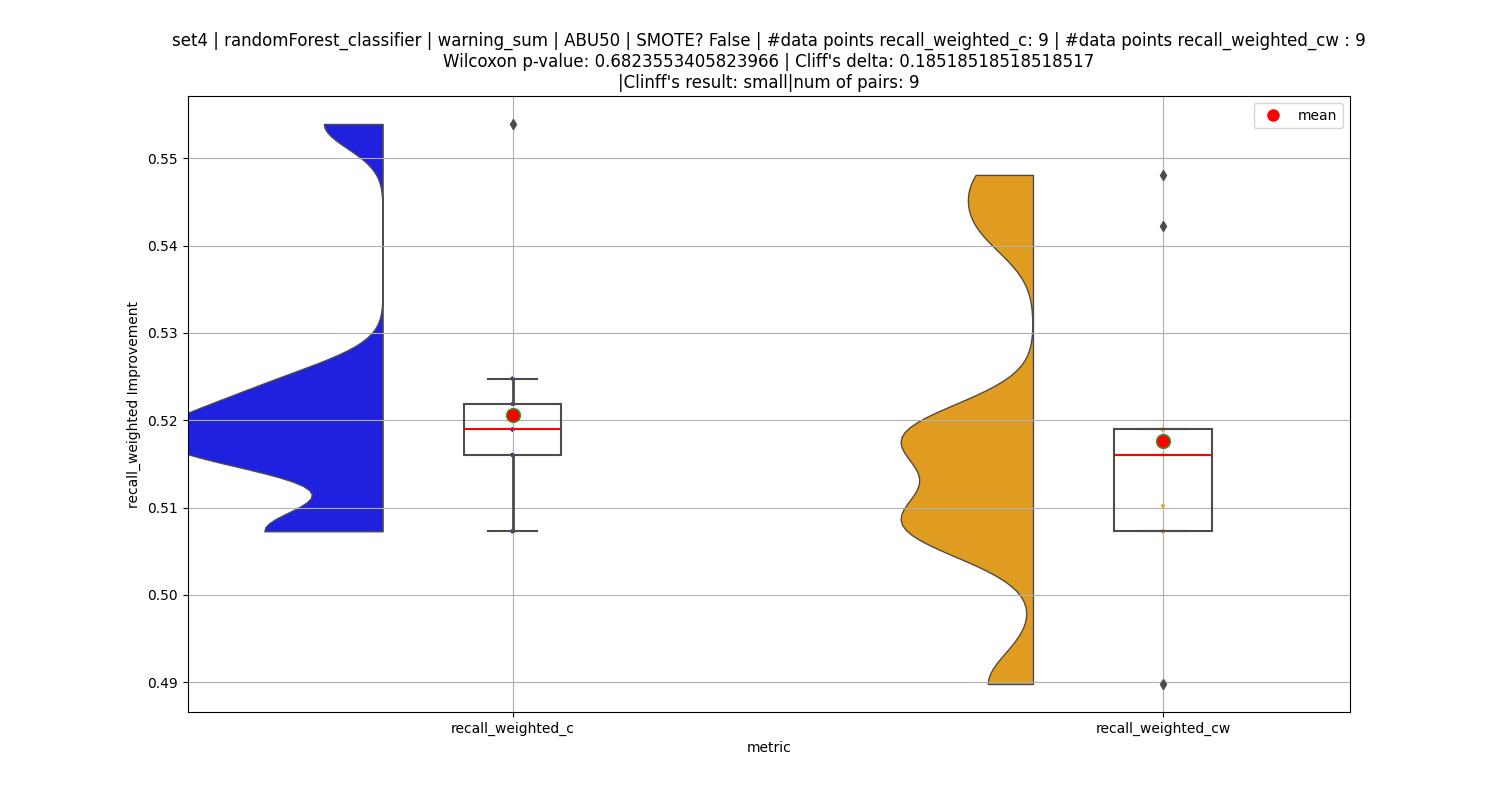 set4 | randomForest_classifier | warning_sum | ABU50 | SMOTE? False | #data points recall_weighted_c: 9 | #data points recall_weighted_cw : 9
Wilcoxon p-value: 0.6823553405823966 | Cliff's delta: 0.18518518518518517
|Clinff's result: small|num of pairs: 9
mean
0.55
0.54
0.53
0.52
0.51
0.50
0.49
recall_weighted Improvement
recall_weighted_c
recall_weighted_cw
metric